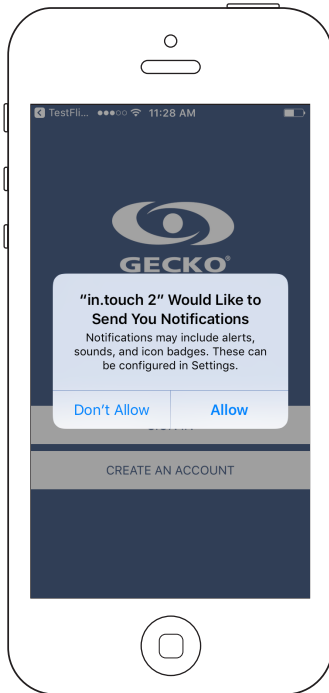 TestFli... 11:28 AM
GECKO®
"in.touch 2" Would Like to
Send You Notifications
Notifications may include alerts,
sounds, and icon badges. These can
be configured in Settings.
Don't Allow Allow
CREATE AN ACCOUNT